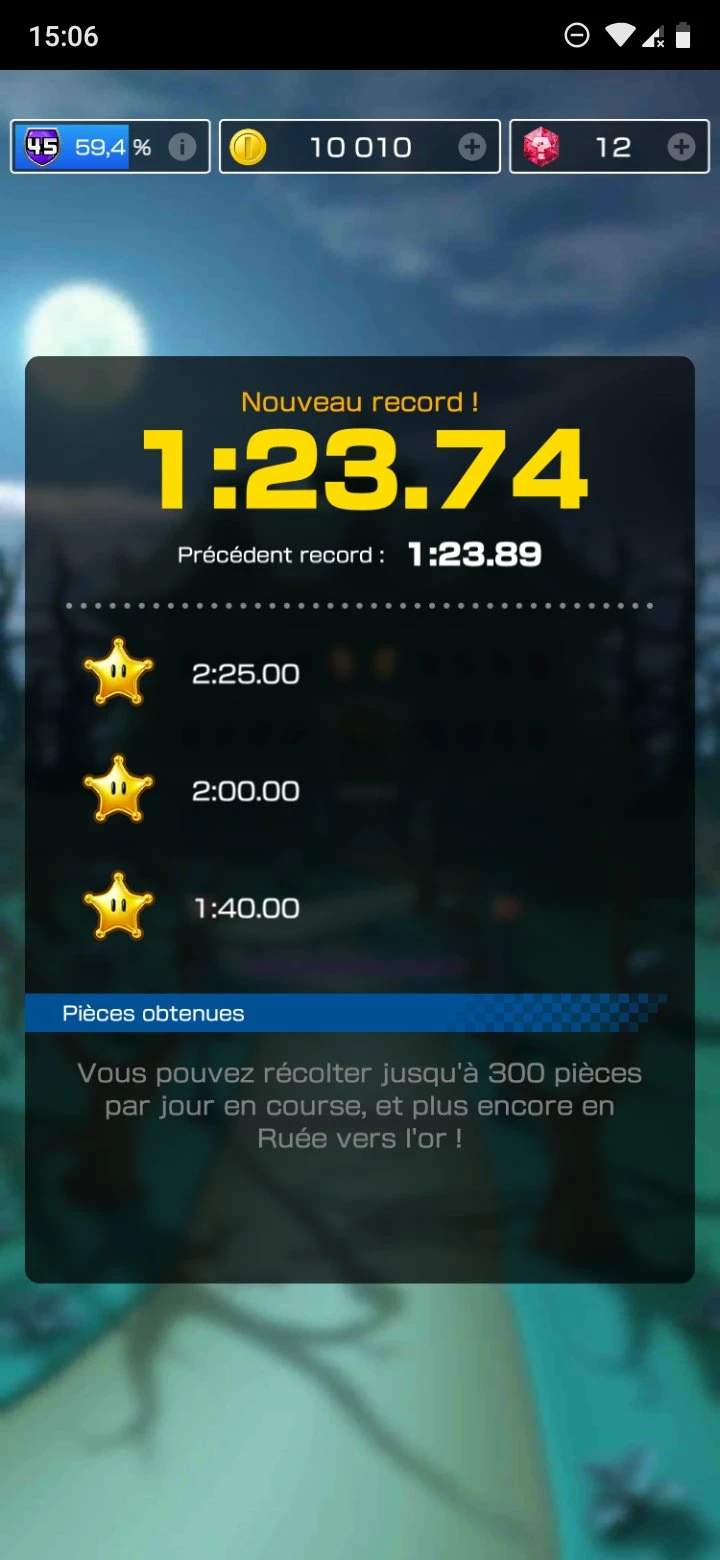 15:06
45 59,4 % i 10 010 + ? 12 +
Nouveau record !
1:23.74
Précédent record : 1:23.89
2:25.00
2:00.00
1:40.00
Pièces obtenues
Vous pouvez récolter jusqu'à 300 pièces
par jour en course, et plus encore en
Ruée vers l'or !